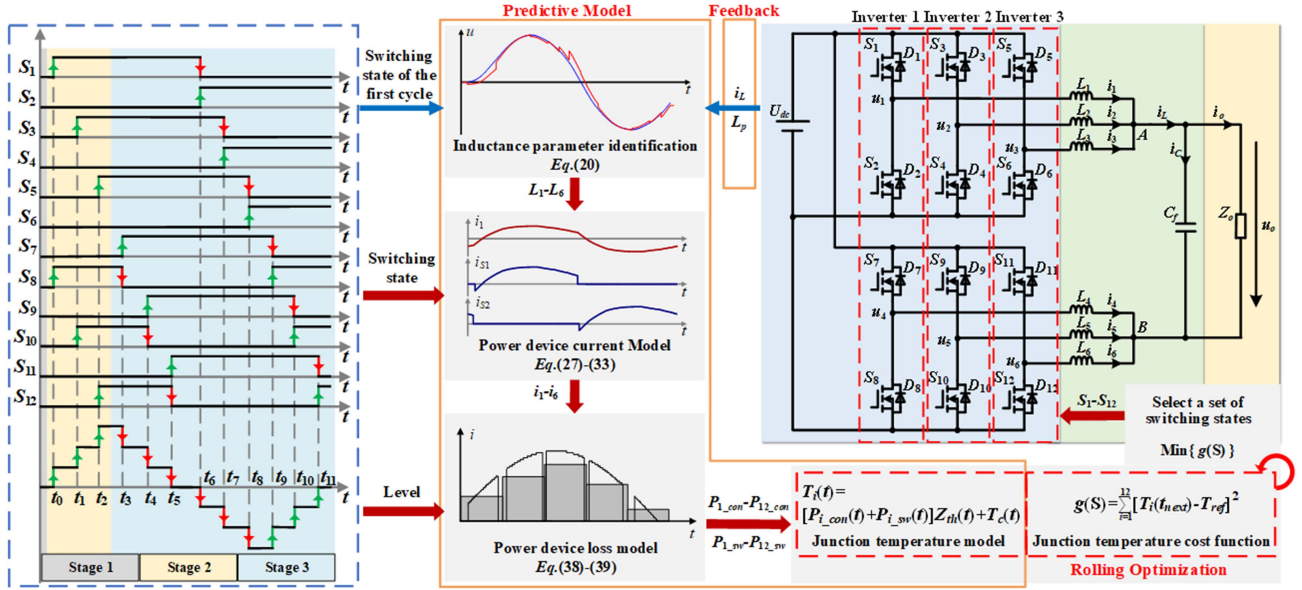 Predictive Model
Feedback
Inverter 1
Inverter 2
Inverter 3
S1
t
S2
t
S3
t
S4
t
S5
t
S6
t
S7
t
S8
t
S9
t
S10
t
S11
t
S12
t
t0 t1 t2 t3 t4 t5 t6 t7 t8 t9 t10 t11
t
Stage 1
Stage 2
Stage 3
Switching
state of the
first cycle
Switching
state
Level
u
t
Inductance parameter identification
Eq.(20)
L1-L6
i1
t
iS1
t
iS2
t
Power device current Model
Eq.(27)-(33)
i1-i6
i
t
Power device loss model
Eq.(38)-(39)
iL
Lp
P1_con-P12_con
P1_sw-P12_sw
Ti(t)=
[Pi_con(t)+Pi_sw(t)]Zth(t)+Tc(t)
Junction temperature model
Udc
S1 D1 S3 D3 S5 D5
u1
u2
u3
S2 D2 S4 D4 S6 D6
L1 i1
L2 i2
L3 i3
A
iL
io
iC
Cf
Zo
uo
S7 D7 S9 D9 S11 D11
u4
u5
u6
S8 D8 S10 D10 S12 D12
L4 i4
L5 i5
L6 i6
B
S1-S12
Select a set of
switching states
Min{ g(S) }
g(S)=∑i=1 12[Ti(tnext)-Tref]2
Junction temperature cost function
Rolling Optimization